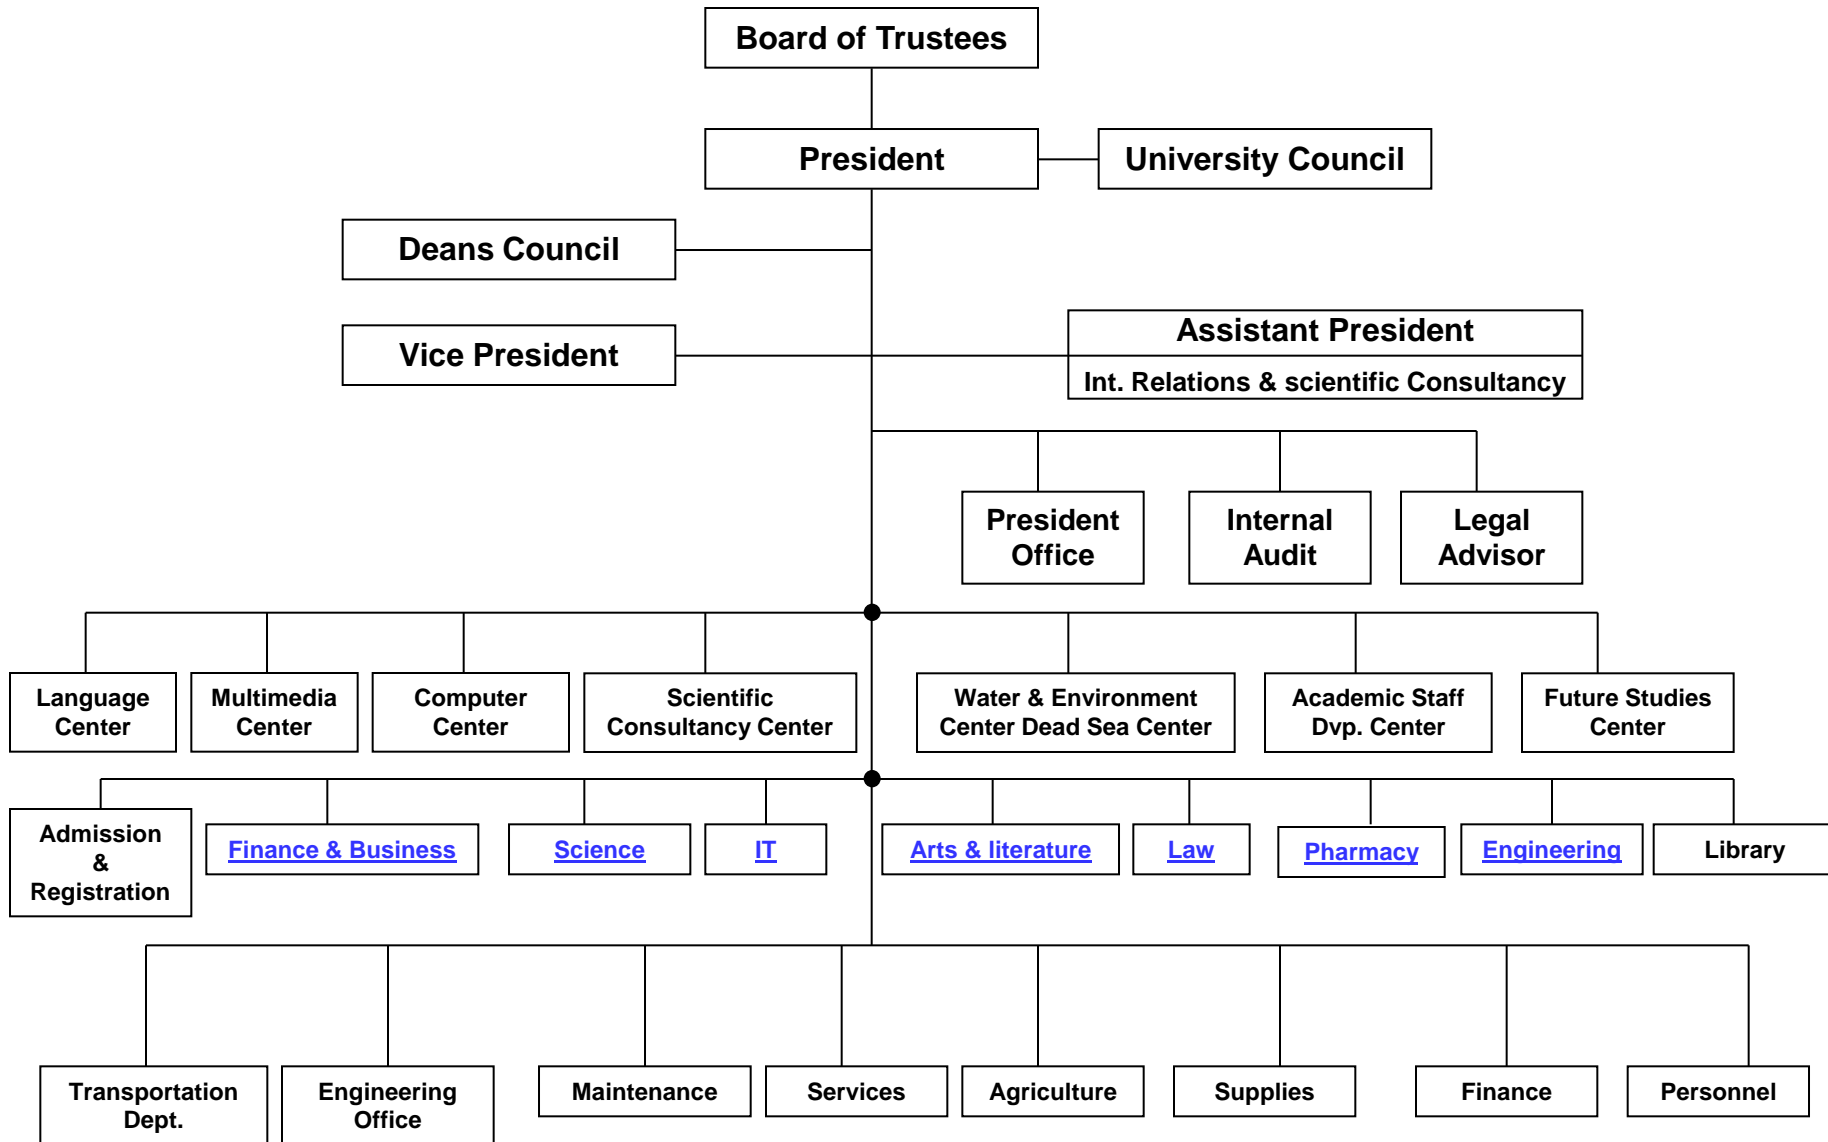 Board of Trustees
President
University Council
Deans Council
Vice President
Assistant President
Int. Relations & scientific Consultancy
President
Office
Internal
Audit
Legal
Advisor
Language
Center
Multimedia
Center
Computer
Center
Scientific
Consultancy Center
Water & Environment
Center Dead Sea Center
Academic Staff
Dvp. Center
Future Studies
Center
Admission
&
Registration
Finance & Business
Science
IT
Arts & literature
Law
Pharmacy
Engineering
Library
Transportation
Dept.
Engineering
Office
Maintenance
Services
Agriculture
Supplies
Finance
Personnel